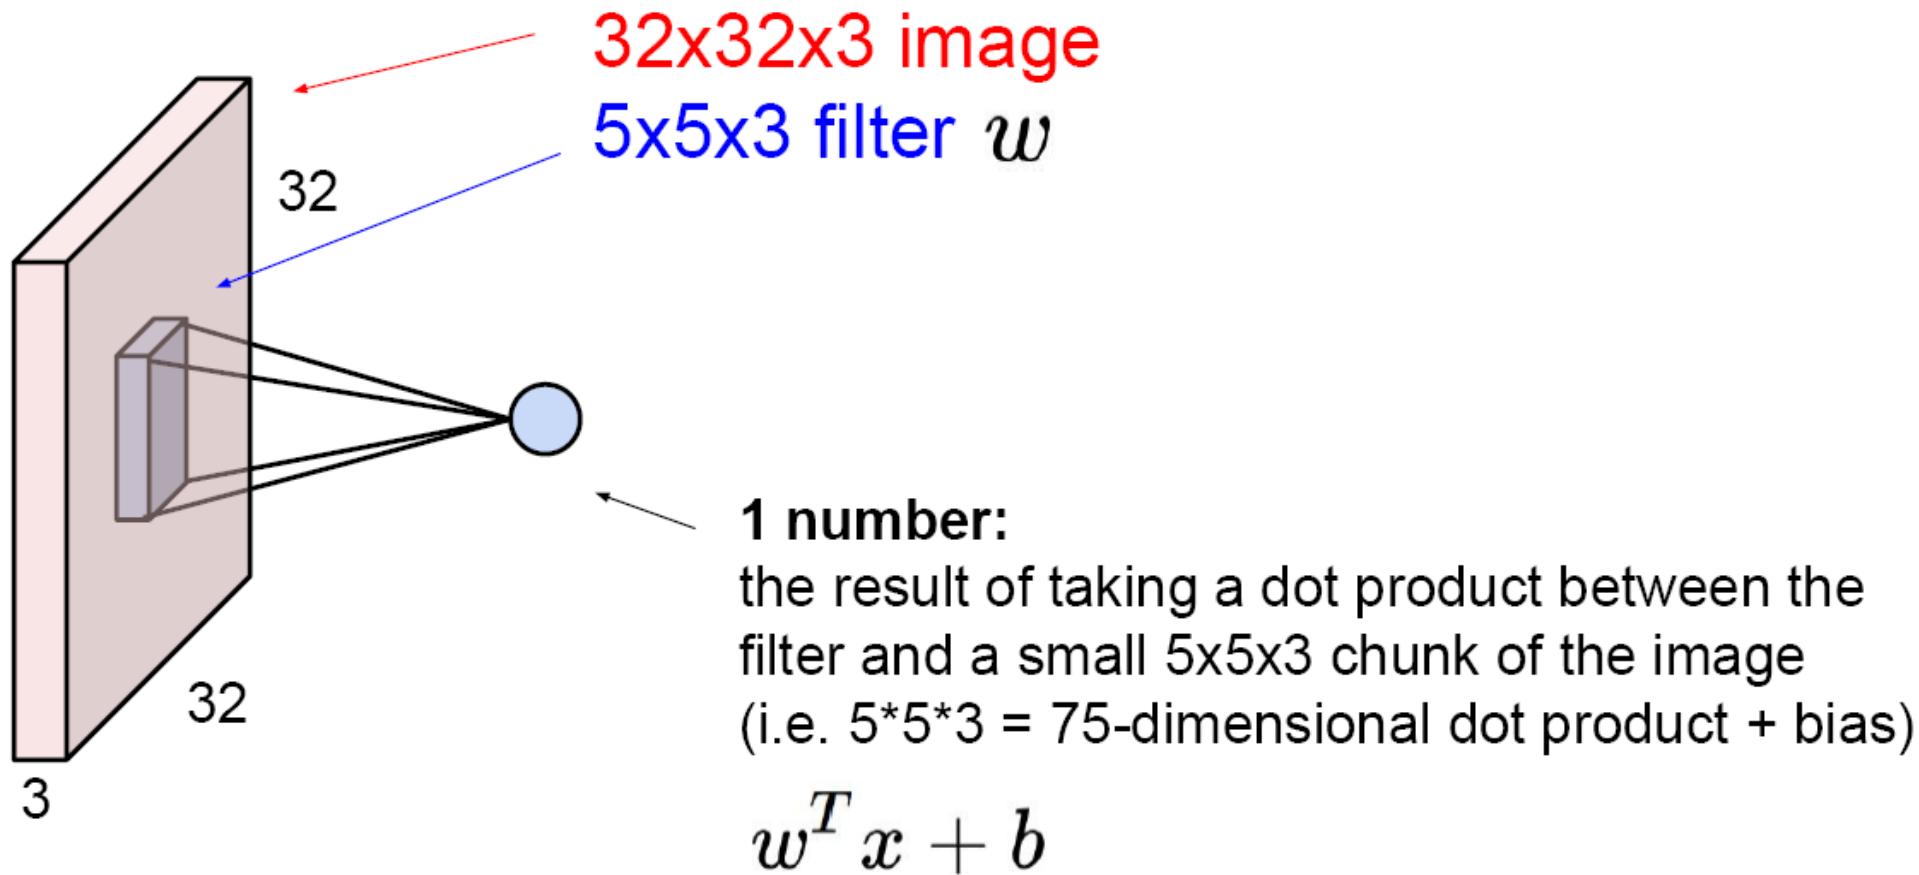 32x32x3 image
5x5x3 filter w
32
32
3
1 number:
the result of taking a dot product between the
filter and a small 5x5x3 chunk of the image
(i.e. 5*5*3 = 75-dimensional dot product + bias)
w^T x + b